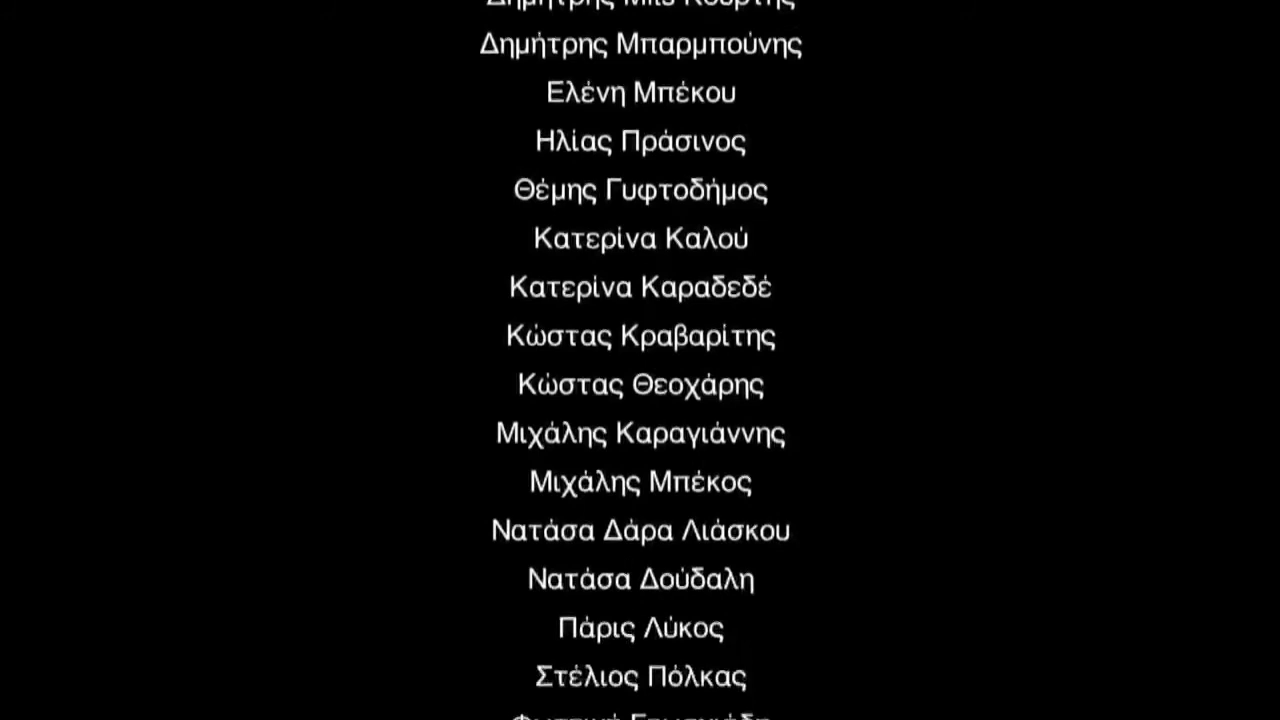 Δημήτρης
Δημήτρης Μπαρμπούνης
Ελένη Μπέκου
Ηλίας Πράσινος
Θέμης Γυφτοδήμος
Κατερίνα Καλού
Κατερίνα Καραδεδέ
Κώστας Κραβαρίτης
Κώστας Θεοχάρης
Μιχάλης Καραγιάννης
Μιχάλης Μπέκος
Νατάσα Δάρα Λιάσκου
Νατάσα Δούδαλη
Πάρις Λύκος
Στέλιος Πόλκας